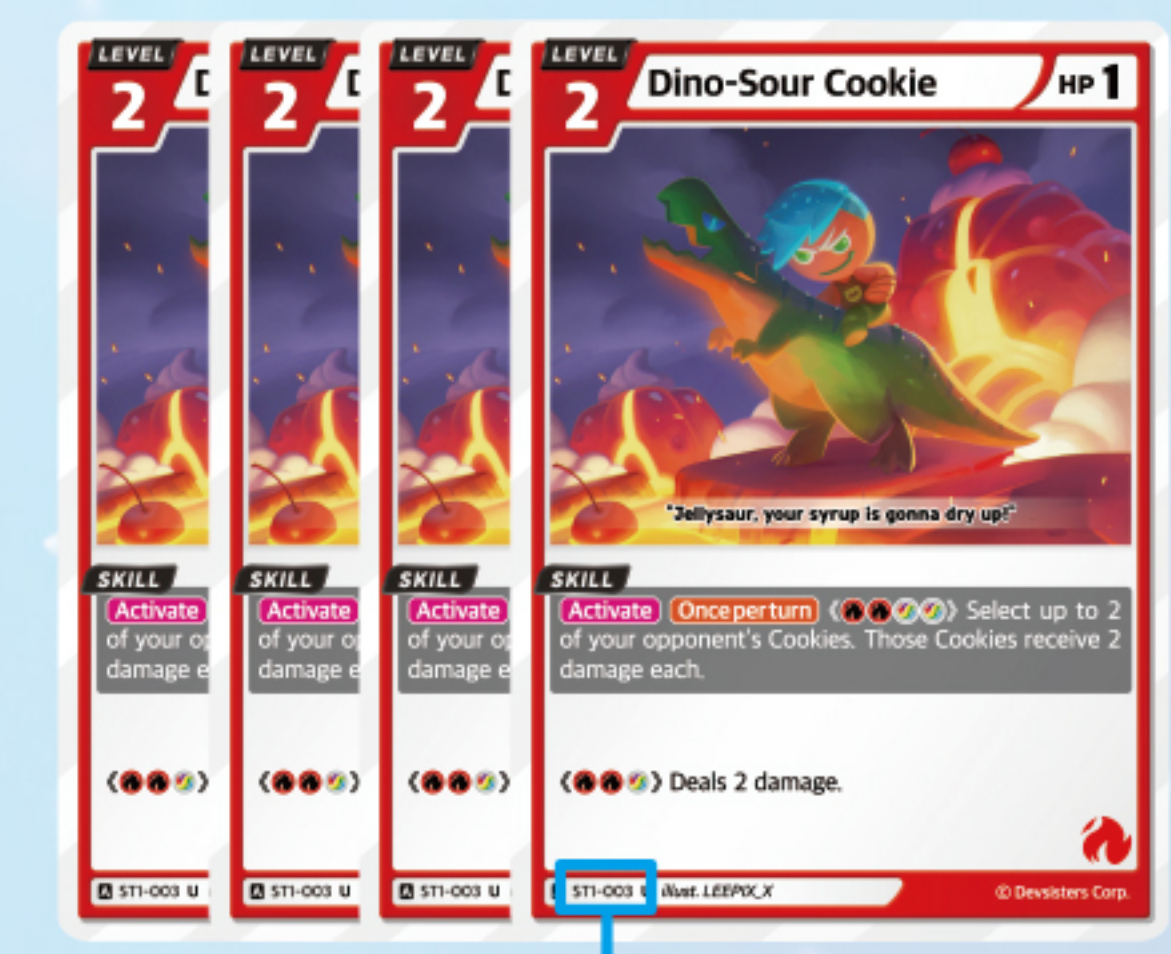 LEVEL LEVEL LEVEL LEVEL
2 D 2 D 2 D 2 Dino-Sour Cookie HP 1
"Jellysaur, your syrup is gonna dry up!"
SKILL SKILL SKILL SKILL
Activate Activate Activate Activate Once per turn 《》 Select up to 2
of your op of your op of your op of your opponent's Cookies. Those Cookies receive 2
damage e damage e damage e damage each.
《》 《》 《》 《》 Deals 2 damage.
A ST1-003 U A ST1-003 U A ST1-003 U ST1-003 U illust. LEEPIX_X © Devsisters Corp.